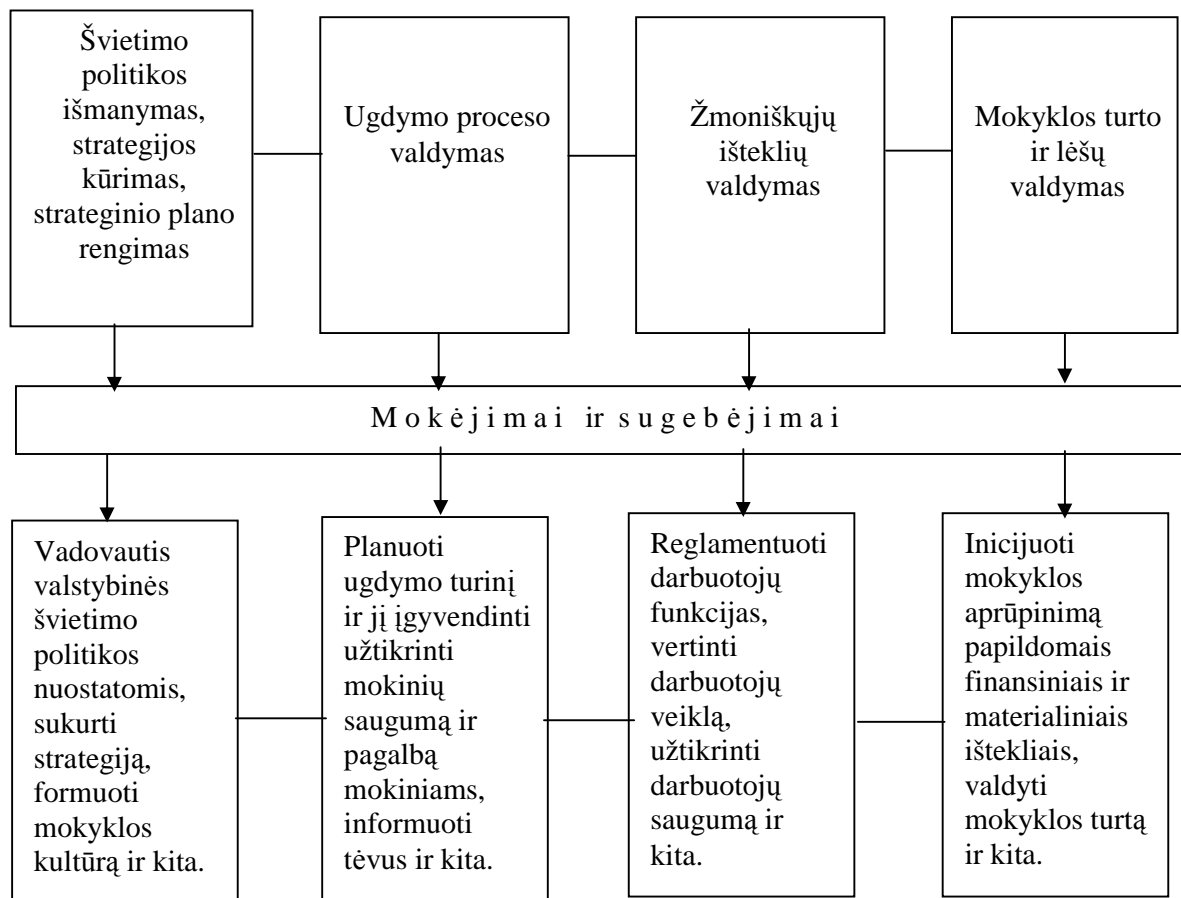 Švietimo
politikos
išmanymas,
strategijos
kūrimas,
strateginio plano
rengimas
Ugdymo proceso
valdymas
Žmoniškųjų
išteklių
valdymas
Mokyklos turto
ir lėšų
valdymas
M o k ė j i m a i ir s u g e b ė j i m a i
Vadovautis
valstybinės
švietimo
politikos
nuostatomis,
sukurti
strategiją,
formuoti
mokyklos
kultūrą ir kita.
Planuoti
ugdymo turinį
ir jį įgyvendinti
užtikrinti
mokinių
saugumą ir
pagalbą
mokiniams,
informuoti
tėvus ir kita.
Reglamentuoti
darbuotojų
funkcijas,
vertinti
darbuotojų
veiklą,
užtikrinti
darbuotojų
saugumą ir
kita.
Inicijuoti
mokyklos
aprūpinimą
papildomais
finansiniais ir
materialiniais
ištekliais,
valdyti
mokyklos turtą
ir kita.